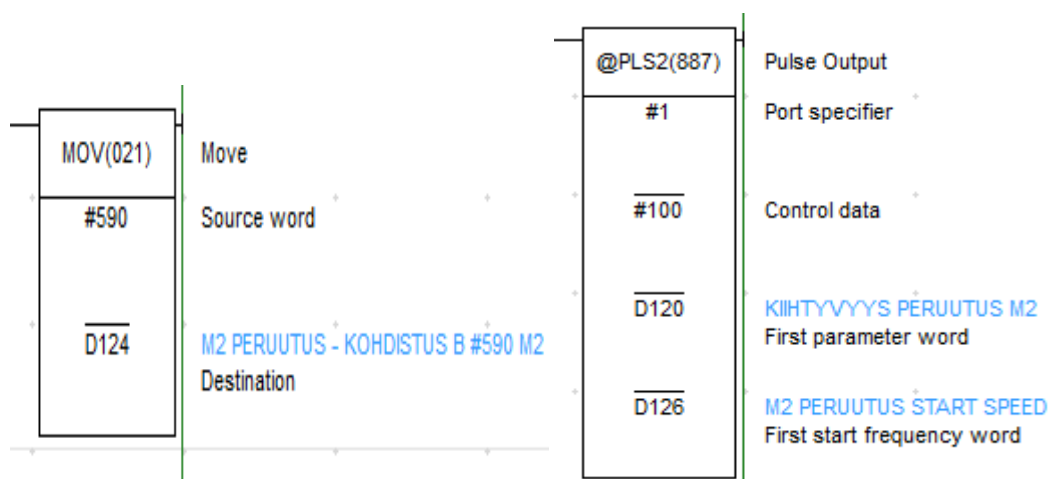 MOV(021) Move
#590 Source word
D124 M2 PERUUTUS - KOHDISTUS B #590 M2
Destination
@PLS2(887) Pulse Output
#1 Port specifier
#100 Control data
D120 KIIHTYVYYS PERUUTUS M2
First parameter word
D126 M2 PERUUTUS START SPEED
First start frequency word